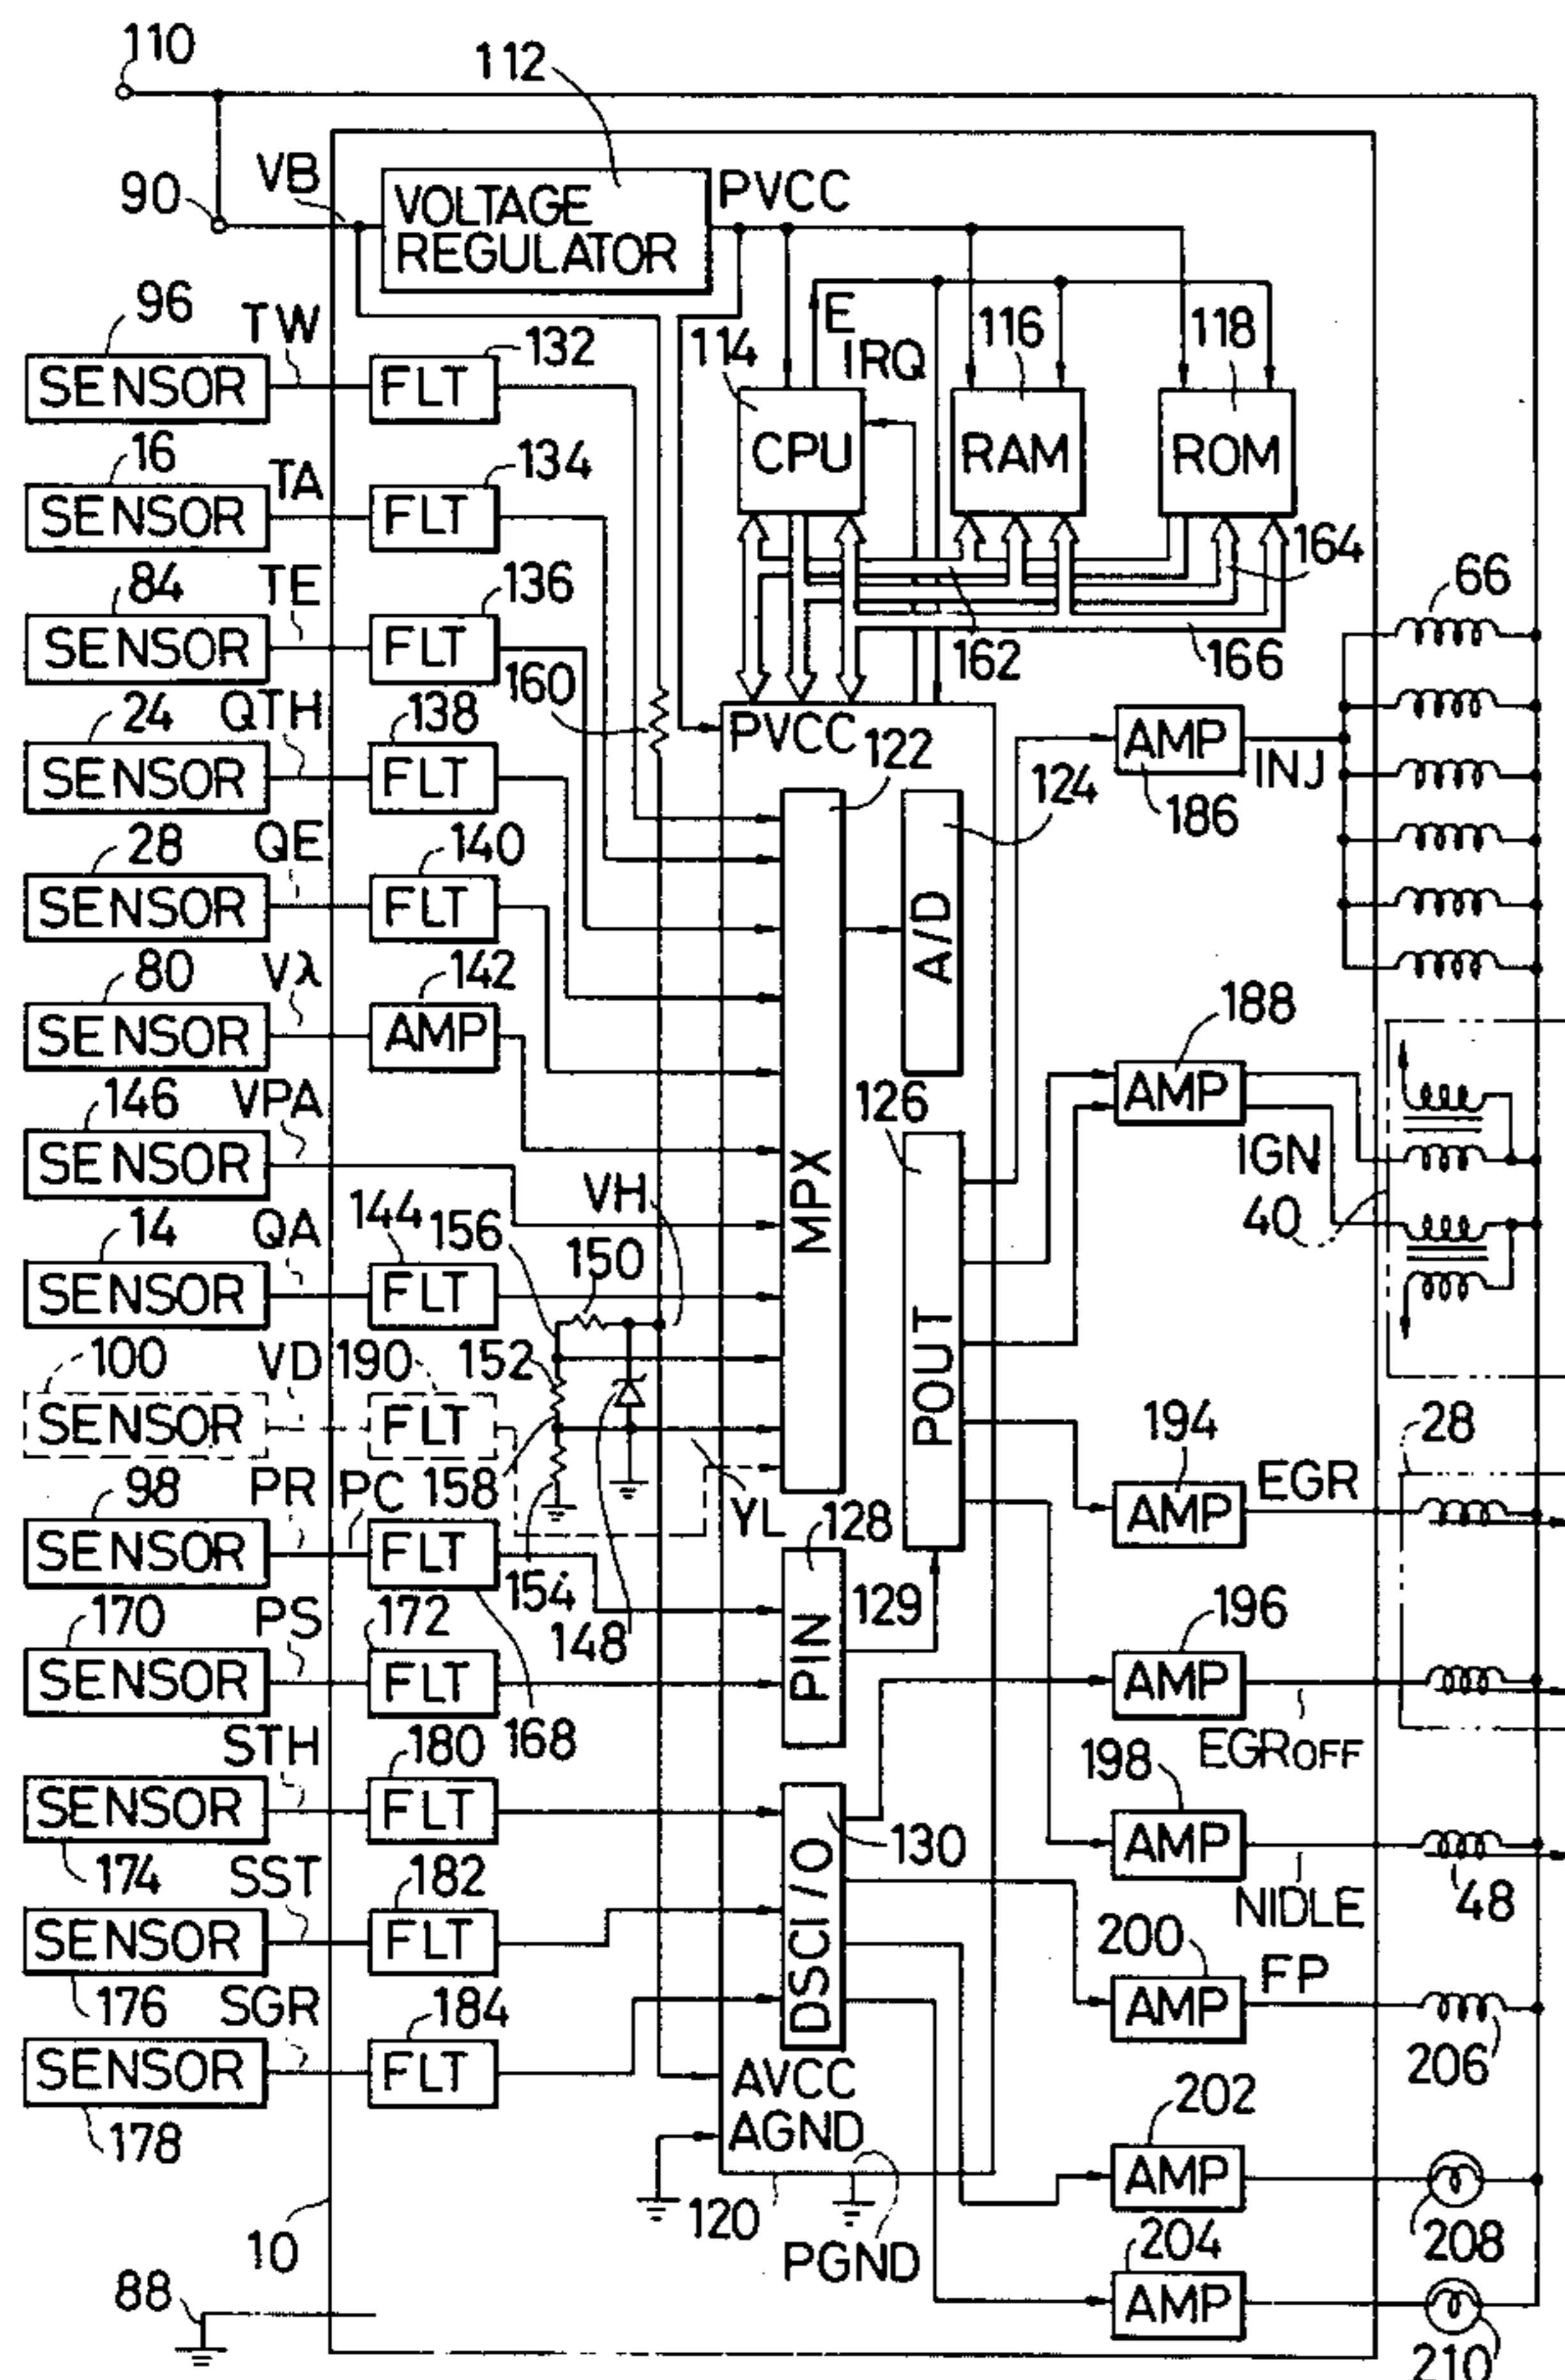 110
112
VB
PVCC
90
VOLTAGE
REGULATOR
96
TW
132
114
E
IRQ
116
118
SENSOR
FLT
CPU
RAM
ROM
16
TA
134
SENSOR
FLT
164
84
TE
136
66
SENSOR
FLT
160
162
166
24
QTH
138
PVCC
122
AMP
INJ
SENSOR
FLT
124
186
28
QE
140
SENSOR
FLT
A/D
80
Vλ
142
188
SENSOR
AMP
146
VPA
126
AMP
SENSOR
MPX
VH
IGN
40
14
QA
144
156
150
SENSOR
FLT
POUT
100
VD
190
152
SENSOR
FLT
194
28
98
PR
PC
158
YL
128
AMP
EGR
SENSOR
FLT
154
129
170
PS
172
148
PIN
196
SENSOR
FLT
AMP
168
EGROFF
STH
180
198
SENSOR
FLT
DSCI/O
130
AMP
174
SST
182
NIDLE
48
SENSOR
FLT
200
FP
176
SGR
184
AMP
SENSOR
FLT
AVCC
206
178
AGND
202
AMP
120
208
10
PGND
204
88
AMP
210